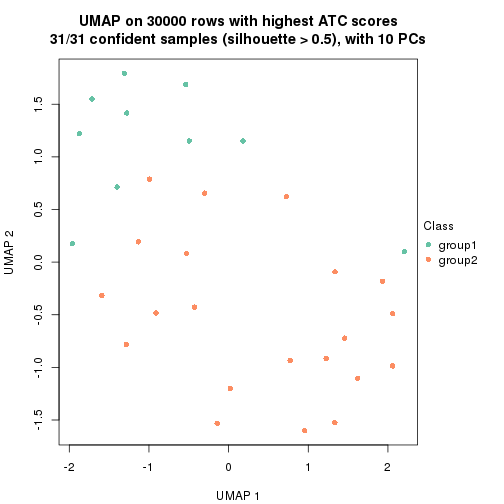 UMAP on 30000 rows with highest ATC scores
31/31 confident samples (silhouette > 0.5), with 10 PCs
UMAP 2
1.5
1.0
0.5
0.0
-0.5
-1.0
-1.5
-2
-1
0
1
2
UMAP 1
Class
group1
group2